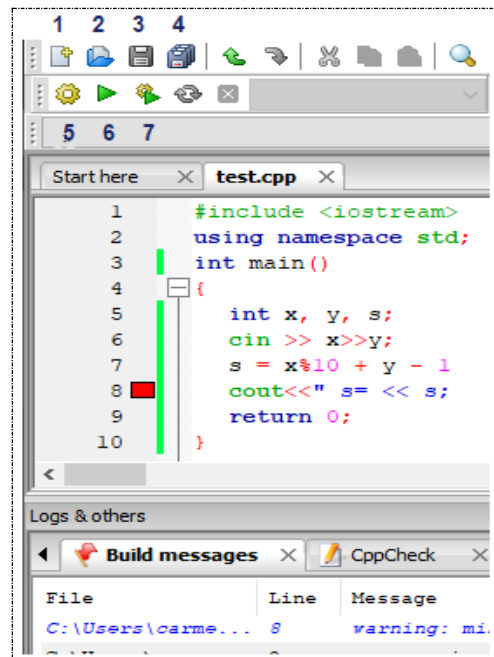 1 2 3 4
5 6 7
Start here test.cpp
1 #include <iostream>
2 using namespace std;
3 int main()
4 {
5 int x, y, s;
6 cin >> x>>y;
7 s = x%10 + y - 1
8 cout<<" s= << s;
9 return 0;
10 }
Logs & others
Build messages CppCheck
File Line Message
C:\Users\carme... 8 warning: mi